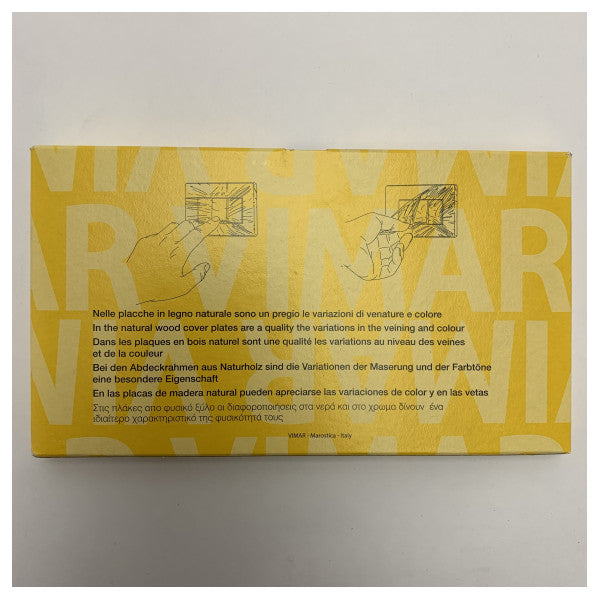 VIMAR VIMAR
VIMAR VIMAR
Nelle placche in legno naturale sono un pregio le variazioni di venature e colore
In the natural wood cover plates are a quality the variations in the veining and colour
Dans les plaques en bois naturel sont une qualité les variations au niveau des veines
et de la couleur
Bei den Abdeckrahmen aus Naturholz sind die Variationen der Maserung und der Farbtöne
eine besondere Eigenschaft
En las placas de madera natural pueden apreciarse las variaciones de color y en las vetas
Στις πλάκες απο φυσικό ξύλο οι διαφοροποιήσεις στα νερά και στο χρωμα δίνουν ένα
ιδιαίτερο χαρακτηριστικό της φυσικότητά τους
VIMAR - Marostica - Italy